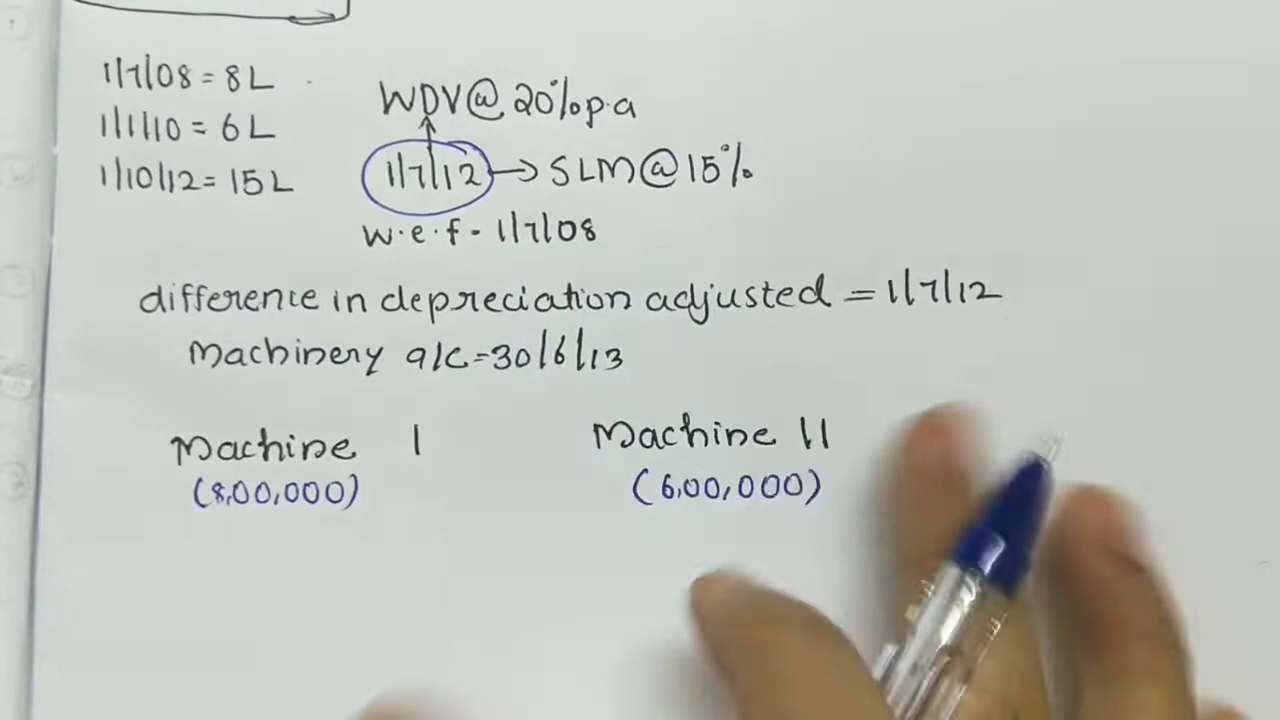 1/7/08 = 8L
1/1/10 = 6L
1/10/12 = 15L
WDV@ 20% p.a
1/7/12 → SLM@15%
w.e.f - 1/7/08
difference in depreciation adjusted = 1/7/12
Machinery a/c = 30/6/13
Machine I
(8,00,000)
Machine II
(6,00,000)